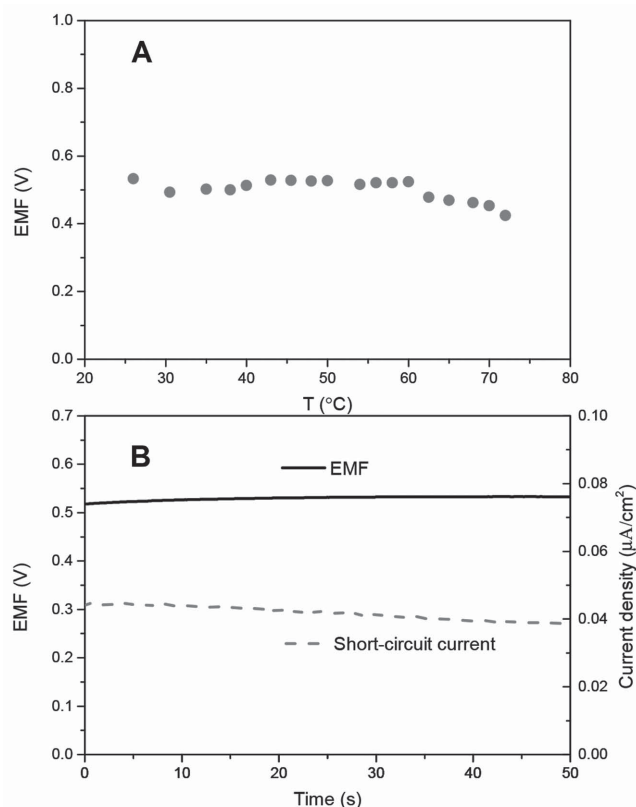 A
1.0
0.8
0.6
0.4
0.2
0.0
EMF (V)
20 30 40 50 60 70 80
T (°C)
B
0.7
0.6
0.5
0.4
0.3
0.2
0.1
0.0
EMF (V)
EMF
Short-circuit current
0.10
0.08
0.06
0.04
0.02
0.00
Current density (μA/cm²)
0 10 20 30 40 50
Time (s)